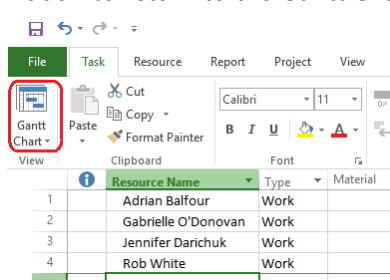 File Task Resource Report Project View
Cut
Copy
Format Painter
Gantt Chart
Paste
Calibri 11
B I U A
View Clipboard Font
Resource Name Type Material
1 Adrian Balfour Work
2 Gabrielle O'Donovan Work
3 Jennifer Darichuk Work
4 Rob White Work